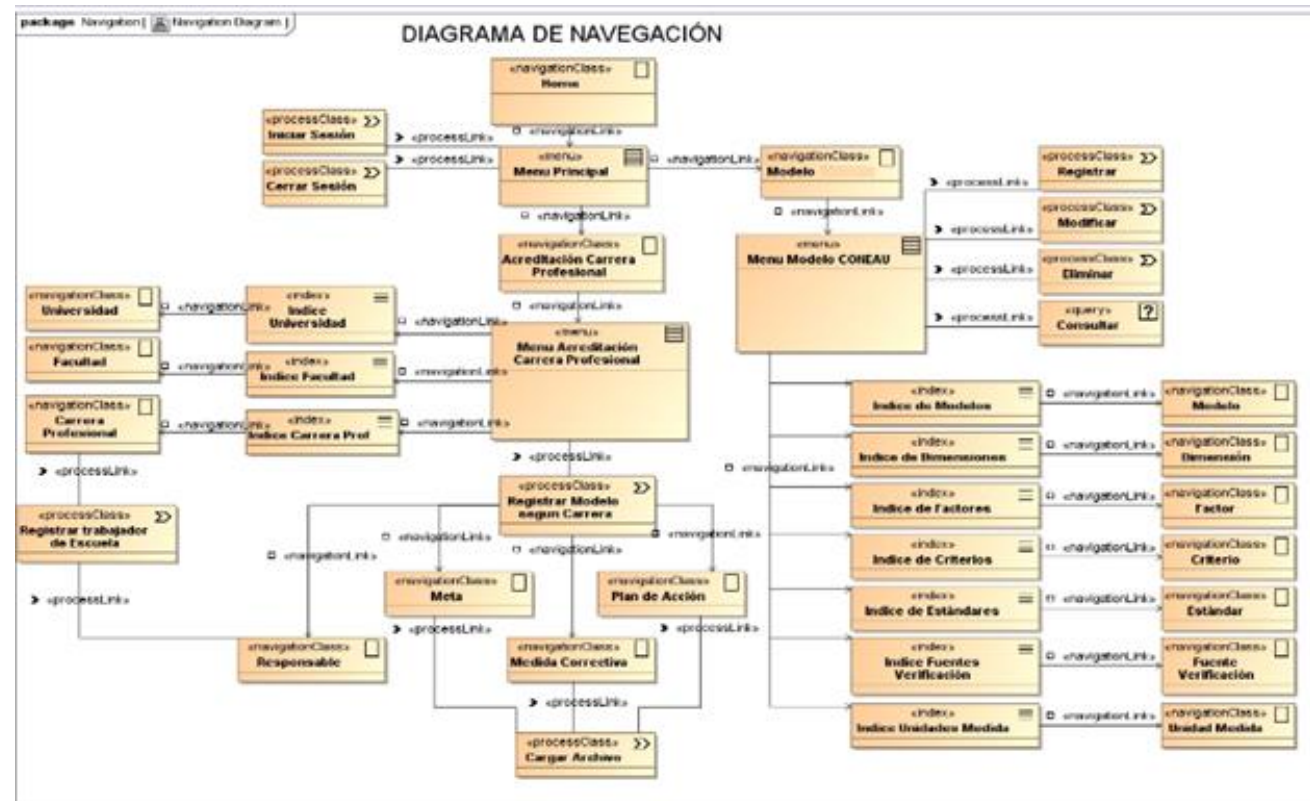 package Navigation [ Navigation Diagram ]
DIAGRAMA DE NAVEGACIÓN
«navigationClass»
Home
«navigationLink»
«processClass»
Iniciar Sesión
«processLink»
«processLink»
«processClass»
Cerrar Sesión
«menu»
Menu Principal
«navigationLink»
«navigationClass»
Modelo
«navigationLink»
«navigationLink»
«menu»
Menu Modelo CONEAU
«processLink»
«processClass»
Registrar
«processLink»
«processClass»
Modificar
«processLink»
«processClass»
Eliminar
«processLink»
«query»
Consultar
«navigationClass»
Acreditación Carrera
Profesional
«navigationLink»
«menu»
Menu Acreditación
Carrera Profesional
«navigationClass»
Universidad
«navigationLink»
«index»
Indice
Universidad
«navigationLink»
«navigationClass»
Facultad
«navigationLink»
«index»
Indice Facultad
«navigationLink»
«navigationClass»
Carrera
Profesional
«navigationLink»
«index»
Indice Carrera Prof
«navigationLink»
«processLink»
«processLink»
«processClass»
Registrar trabajador
de Escuela
«processLink»
«processClass»
Registrar Modelo
segun Carrera
«navigationLink»
«navigationLink»
«navigationLink»
«navigationLink»
«navigationClass»
Meta
«navigationClass»
Plan de Acción
«processLink»
«processLink»
«navigationClass»
Responsable
«navigationClass»
Medida Correctiva
«processLink»
«processClass»
Cargar Archivo
«navigationLink»
«index»
Indice de Modelos
«navigationLink»
«navigationClass»
Modelo
«index»
Indice de Dimensiones
«navigationLink»
«navigationClass»
Dimensión
«index»
Indice de Factores
«navigationLink»
«navigationClass»
Factor
«index»
Indice de Criterios
«navigationLink»
«navigationClass»
Criterio
«index»
Indice de Estándares
«navigationLink»
«navigationClass»
Estándar
«index»
Indice Fuentes
Verificación
«navigationLink»
«navigationClass»
Fuente
Verificación
«index»
Indice Unidades Medida
«navigationLink»
«navigationClass»
Unidad Medida